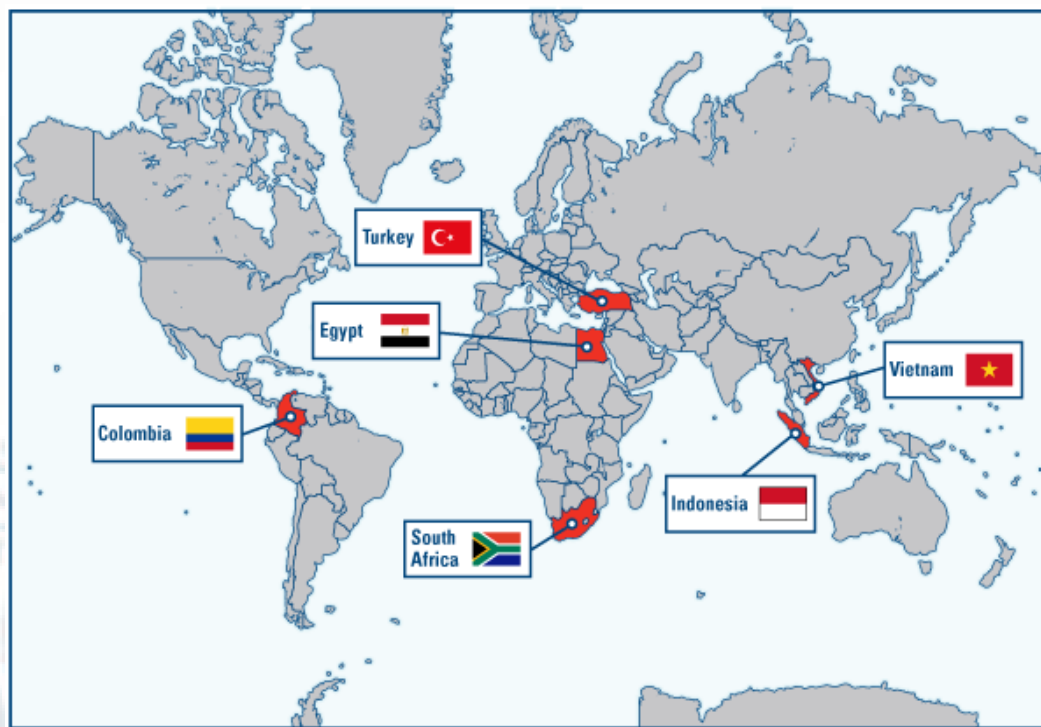 Turkey
Egypt
Vietnam
Colombia
Indonesia
South
Africa